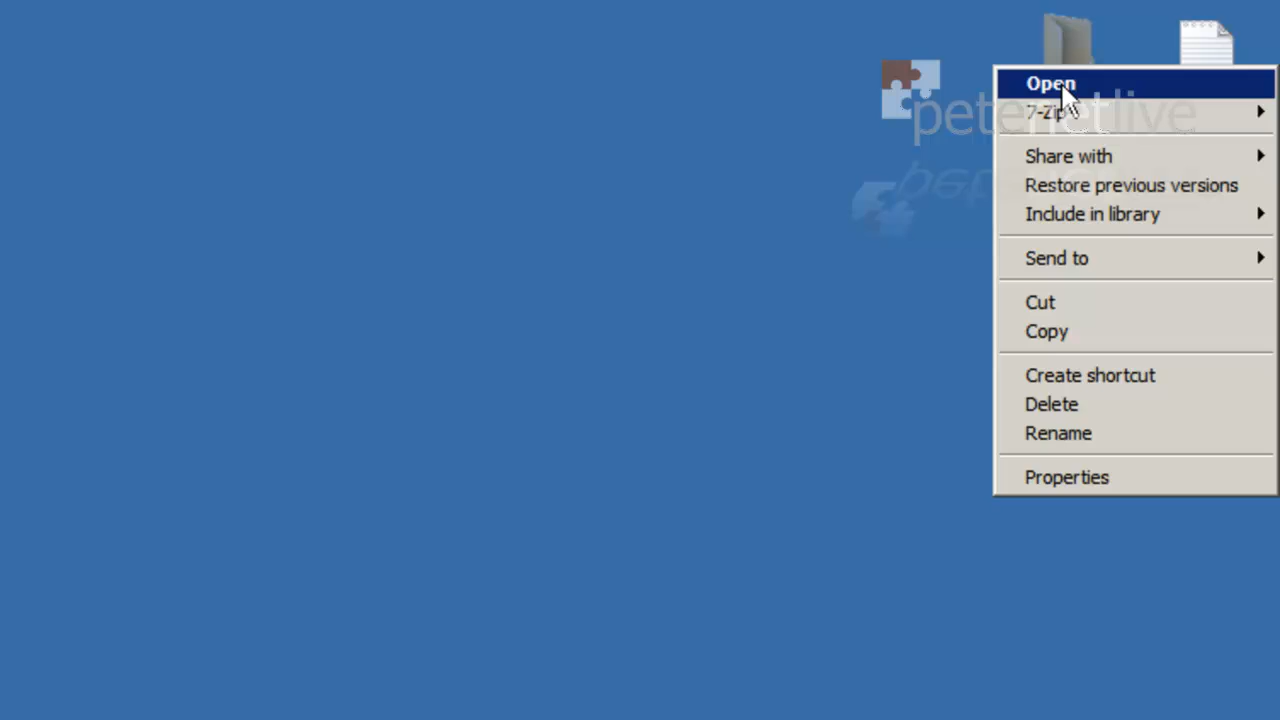 Open
7-Zip
petenetlive
Share with
Restore previous versions
Include in library
Send to
Cut
Copy
Create shortcut
Delete
Rename
Properties